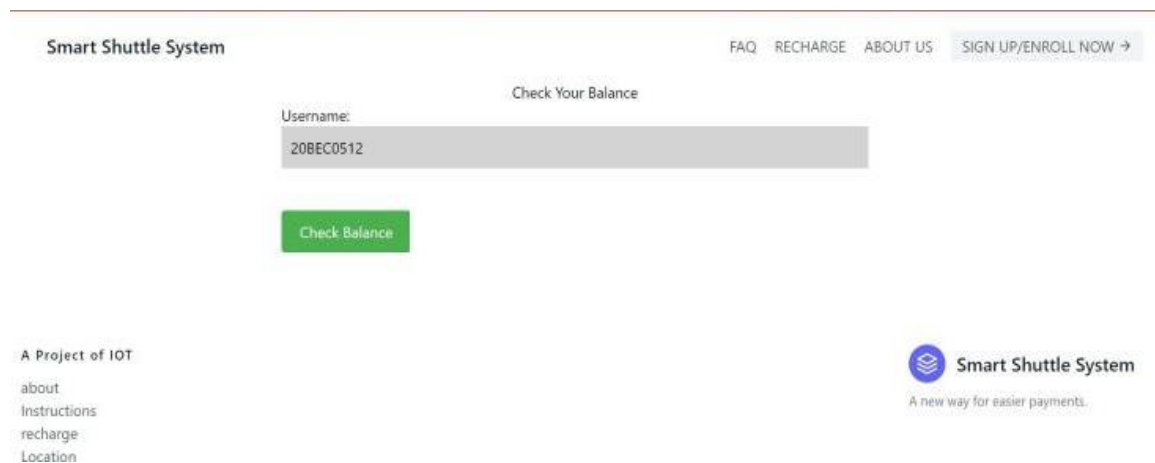 Smart Shuttle System FAQ RECHARGE ABOUT US SIGN UP/ENROLL NOW →
Check Your Balance
Username:
20BEC0512
Check Balance
A Project of IOT
about
Instructions
recharge
Location
Smart Shuttle System
A new way for easier payments.